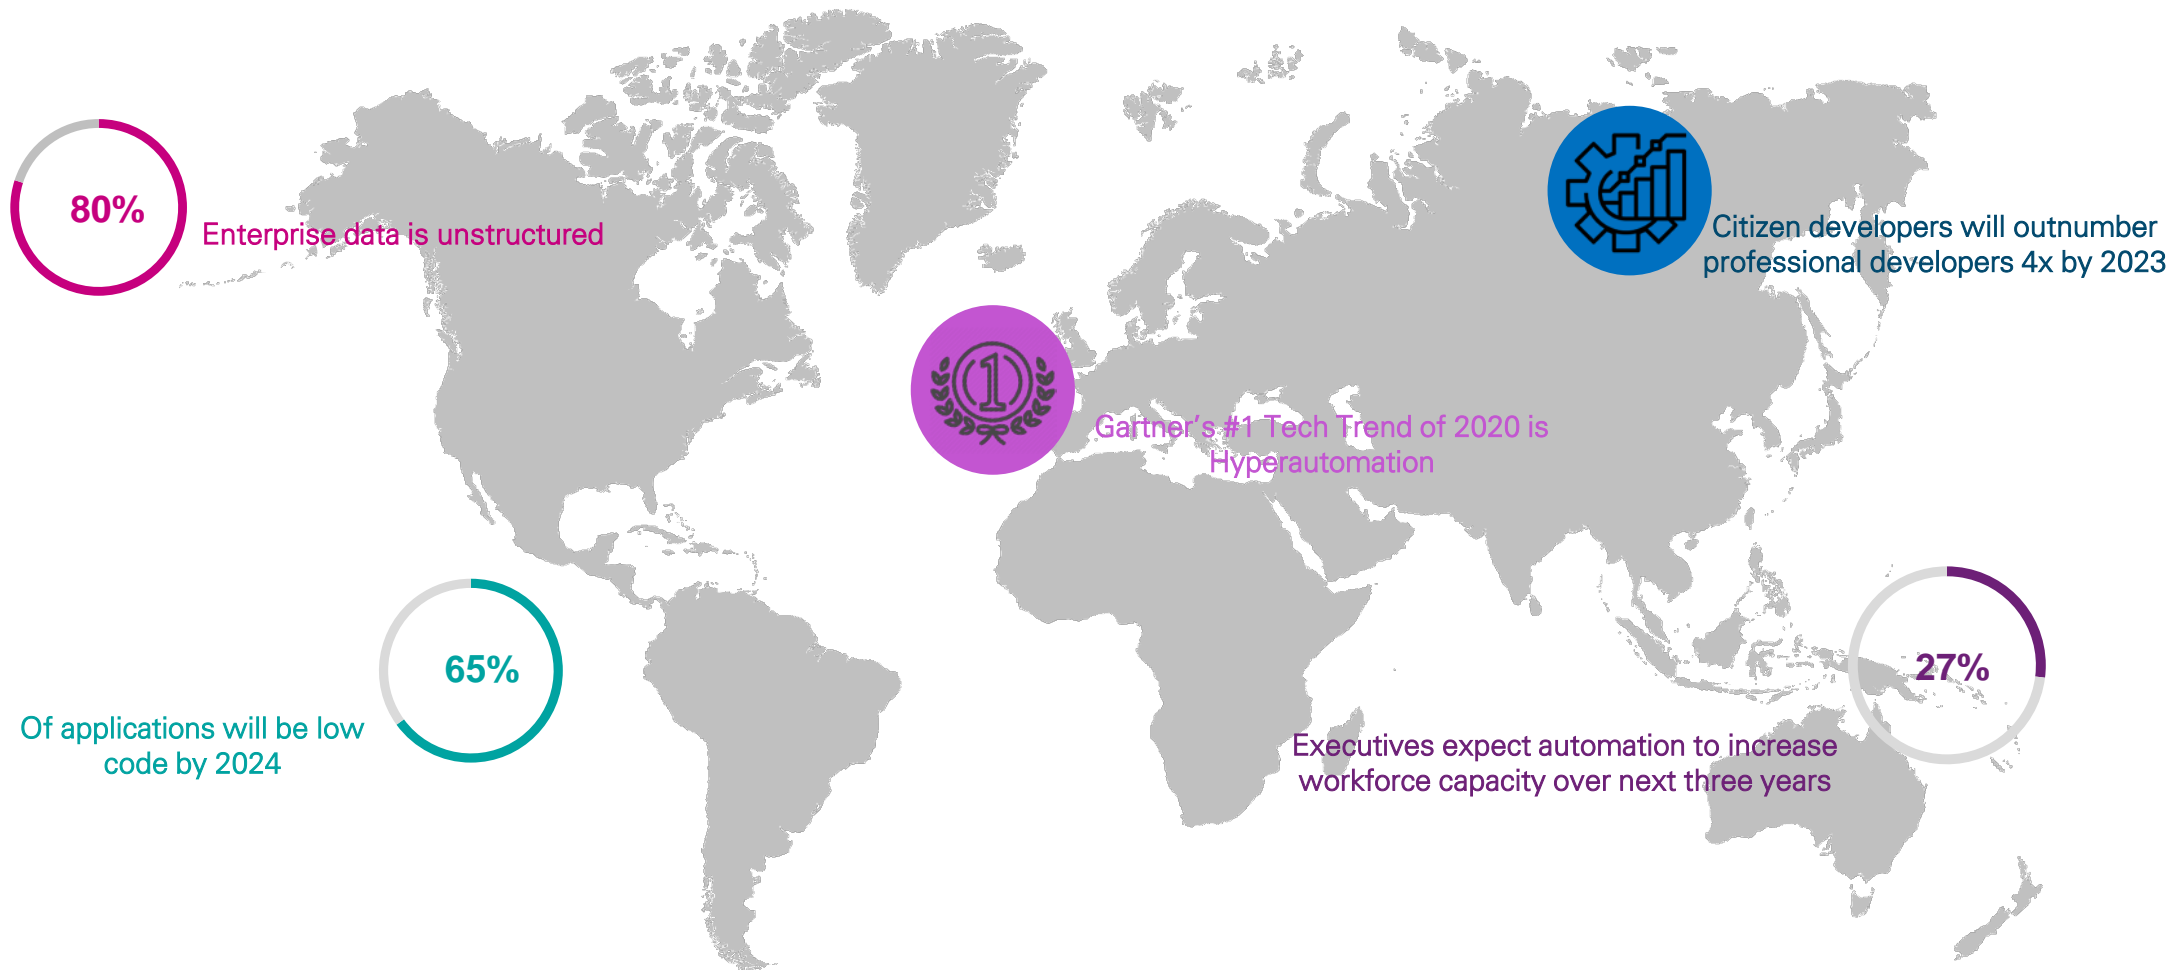 80%
Enterprise data is unstructured
Citizen developers will outnumber
professional developers 4x by 2023
1
Gartner’s #1 Tech Trend of 2020 is
Hyperautomation
65%
Of applications will be low
code by 2024
27%
Executives expect automation to increase
workforce capacity over next three years